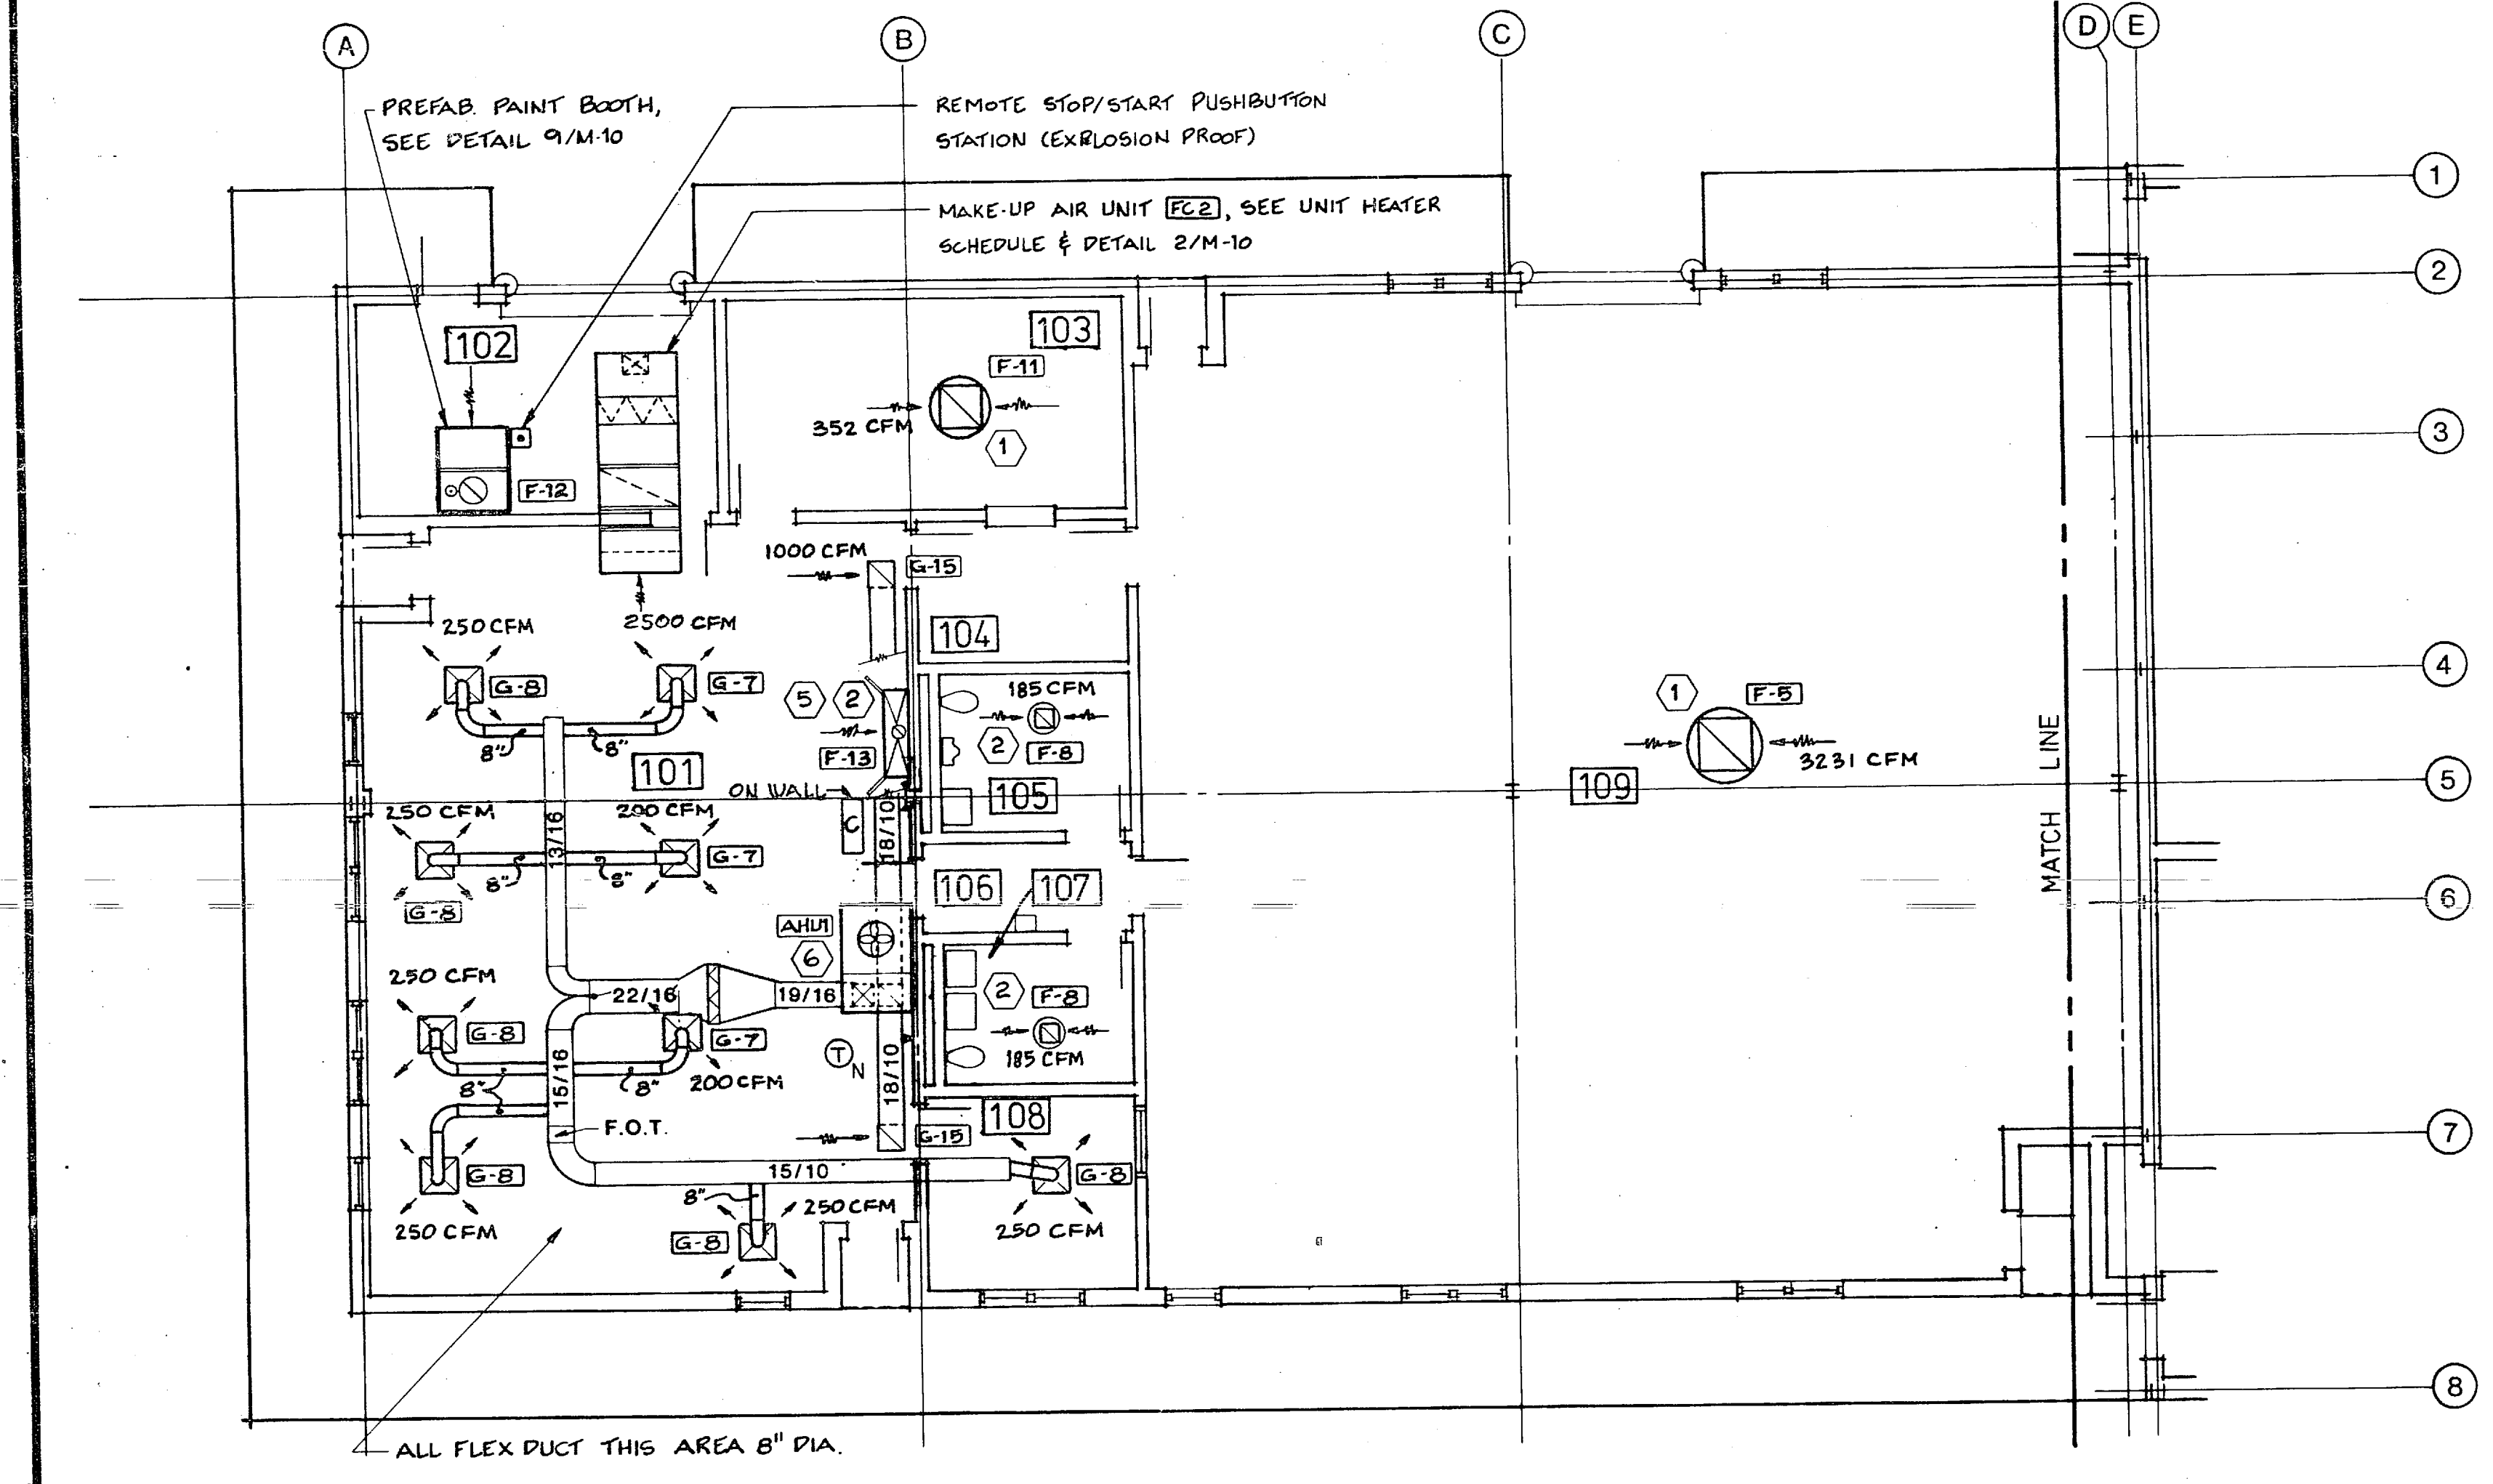 A
B
C
D
E
PREFAB. PAINT BOOTH,
SEE DETAIL 9/M-10
REMOTE STOP/START PUSHBUTTON
STATION (EXPLOSION PROOF)
MAKE-UP AIR UNIT FC2, SEE UNIT HEATER
SCHEDULE & DETAIL 2/M-10
1
2
3
4
5
6
7
8
102
F-12
103
F-11
352 CFM
1
1000 CFM
G-15
104
250 CFM
2500 CFM
G-8
G-7
8"
8"
101
5
2
F-13
ON WALL
C
18/10
185 CFM
2
F-8
105
1
F-5
3231 CFM
109
MATCH LINE
250 CFM
13/16
200 CFM
G-7
8"
8"
G-8
106
107
AHU1
6
250 CFM
22/16
19/16
G-8
G-7
8"
8"
200 CFM
15/16
T
N
18/10
2
F-8
185 CFM
F.O.T.
G-15
108
G-8
250 CFM
15/10
8"
250 CFM
G-8
G-8
250 CFM
ALL FLEX DUCT THIS AREA 8" DIA.